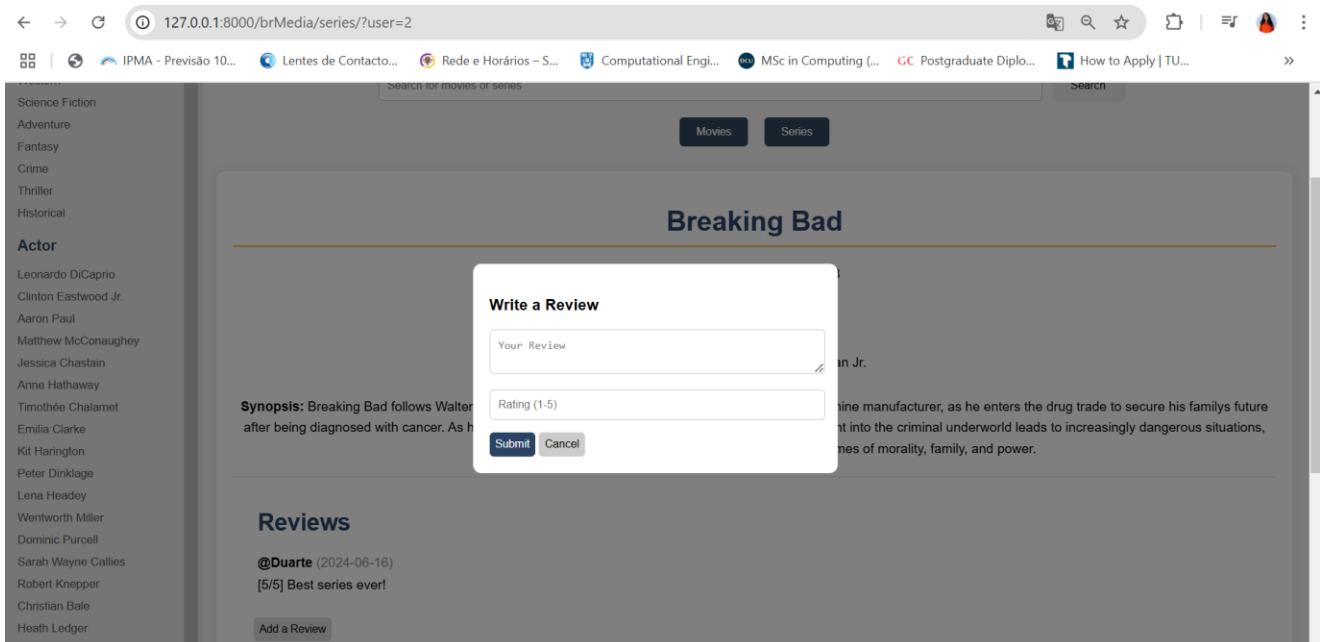 127.0.0.1:8000/brMedia/series/?user=2
IPMA - Previsão 10...
Lentes de Contacto...
Rede e Horários – S...
Computational Engi...
MSc in Computing (...
GC Postgraduate Diplo...
How to Apply | TU...
Science Fiction
Adventure
Fantasy
Crime
Thriller
Historical
Actor
Leonardo DiCaprio
Clinton Eastwood Jr.
Aaron Paul
Matthew McConaughey
Jessica Chastain
Anne Hathaway
Timothée Chalamet
Emilia Clarke
Kit Harington
Peter Dinklage
Lena Headey
Wentworth Miller
Dominic Purcell
Sarah Wayne Callies
Robert Knepper
Christian Bale
Heath Ledger
Search for movies or series
Search
Movies
Series
Breaking Bad
an Jr.
Synopsis: Breaking Bad follows Walter
ine manufacturer, as he enters the drug trade to secure his familys future
after being diagnosed with cancer. As h
nt into the criminal underworld leads to increasingly dangerous situations,
mes of morality, family, and power.
Write a Review
Your Review
Rating (1-5)
Submit
Cancel
Reviews
@Duarte (2024-06-16)
[5/5] Best series ever!
Add a Review